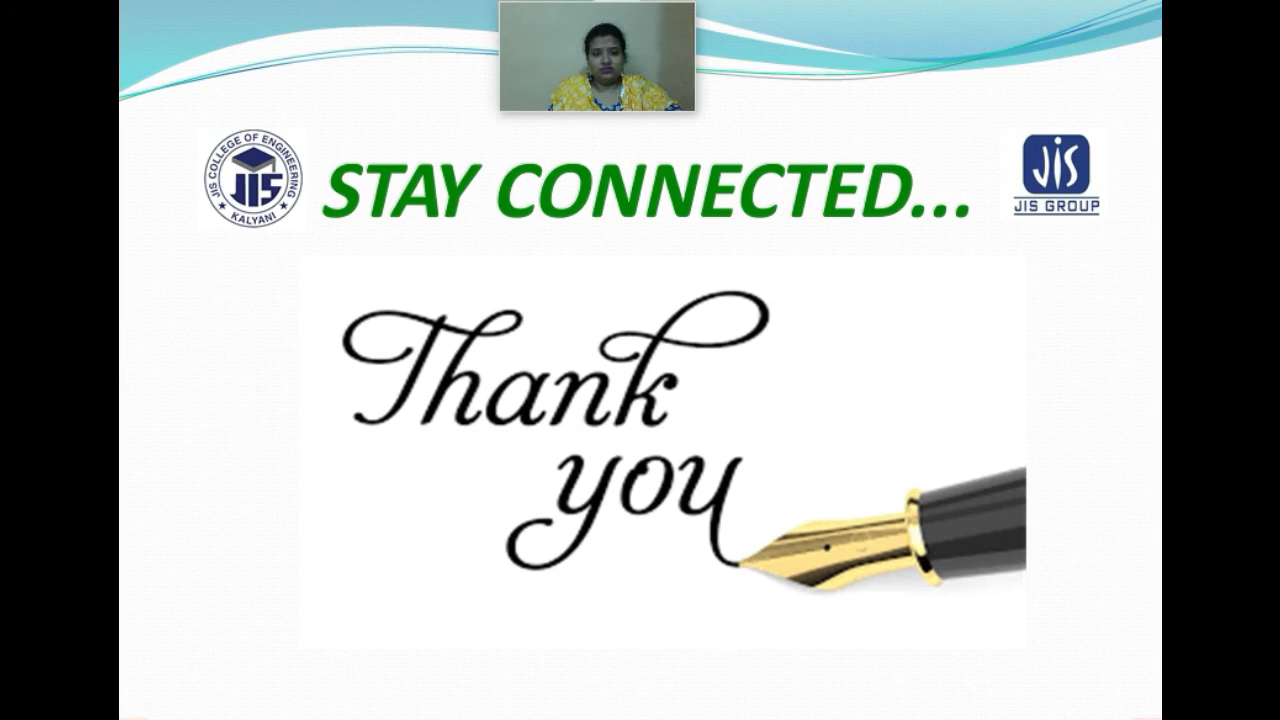 JIS COLLEGE OF ENGINEERING
JIS
KALYANI
STAY CONNECTED...
JIS
JIS GROUP
Thank
you